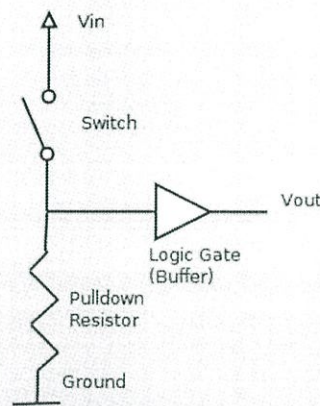 Vin
Switch
Vout
Logic Gate
(Buffer)
Pulldown
Resistor
Ground